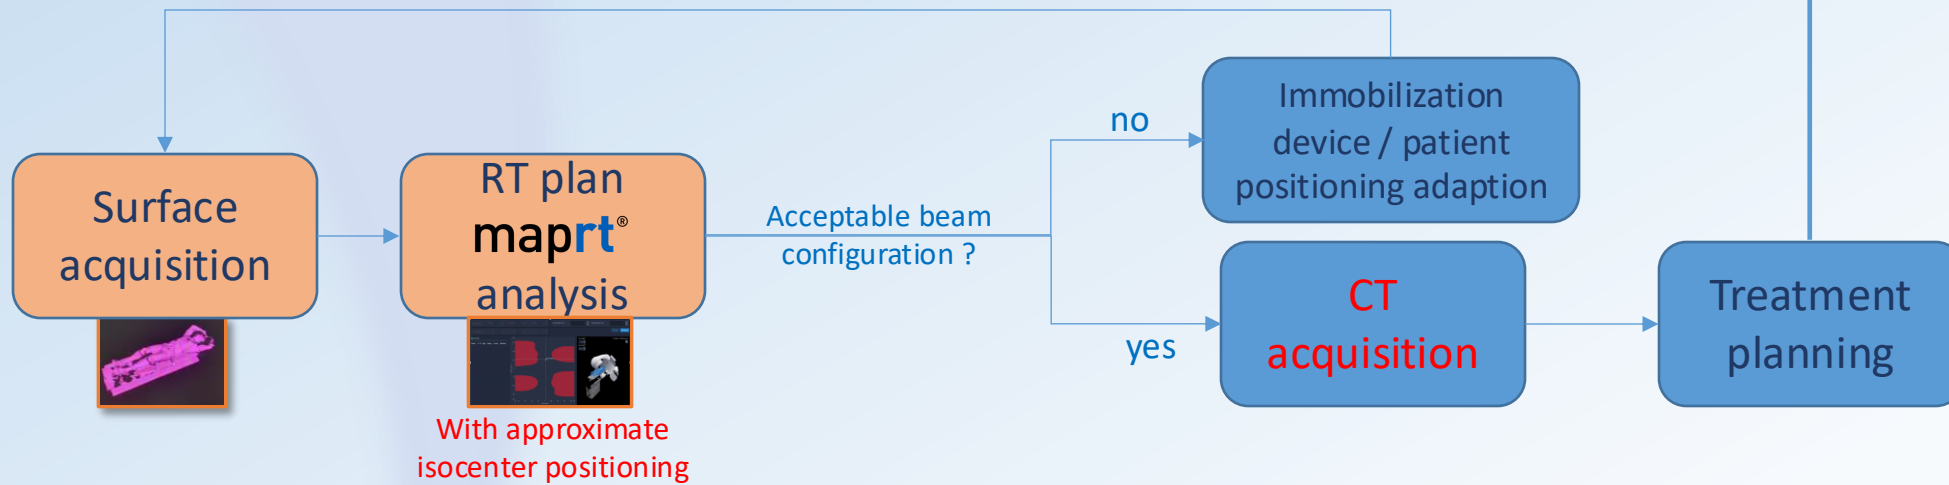 Surface
acquisition
RT plan
maprt®
analysis
With approximate
isocenter positioning
Acceptable beam
configuration ?
no
Immobilization
device / patient
positioning adaption
yes
CT
acquisition
Treatment
planning